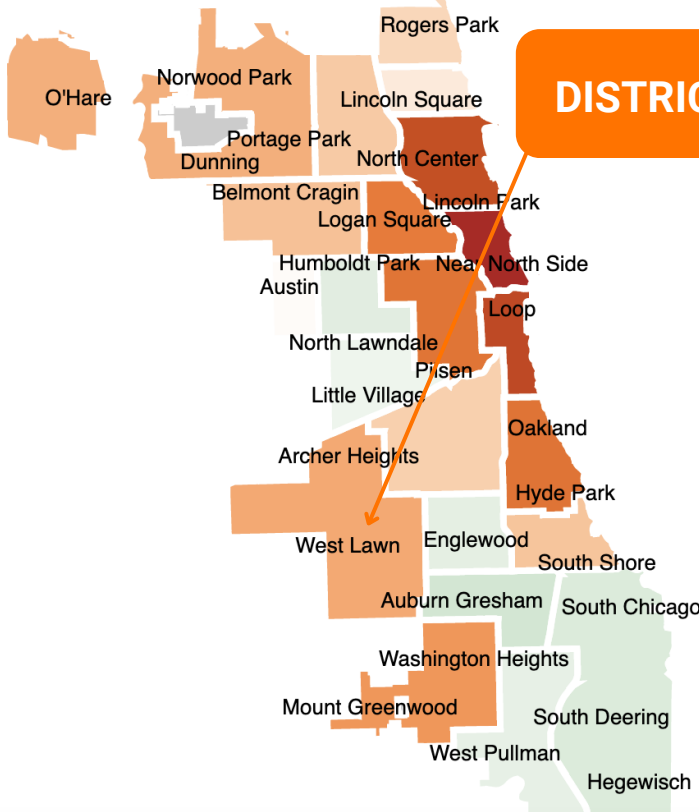 Rogers Park
O'Hare
Norwood Park
DISTRIC
Lincoln Square
Portage Park
Dunning
North Center
Belmont Cragin
Lincoln Park
Logan Square
Humboldt Park
Near North Side
Austin
Loop
North Lawndale
Pilsen
Little Village
Oakland
Archer Heights
Hyde Park
West Lawn
Englewood
South Shore
Auburn Gresham
South Chicago
Washington Heights
Mount Greenwood
South Deering
West Pullman
Hegewisch